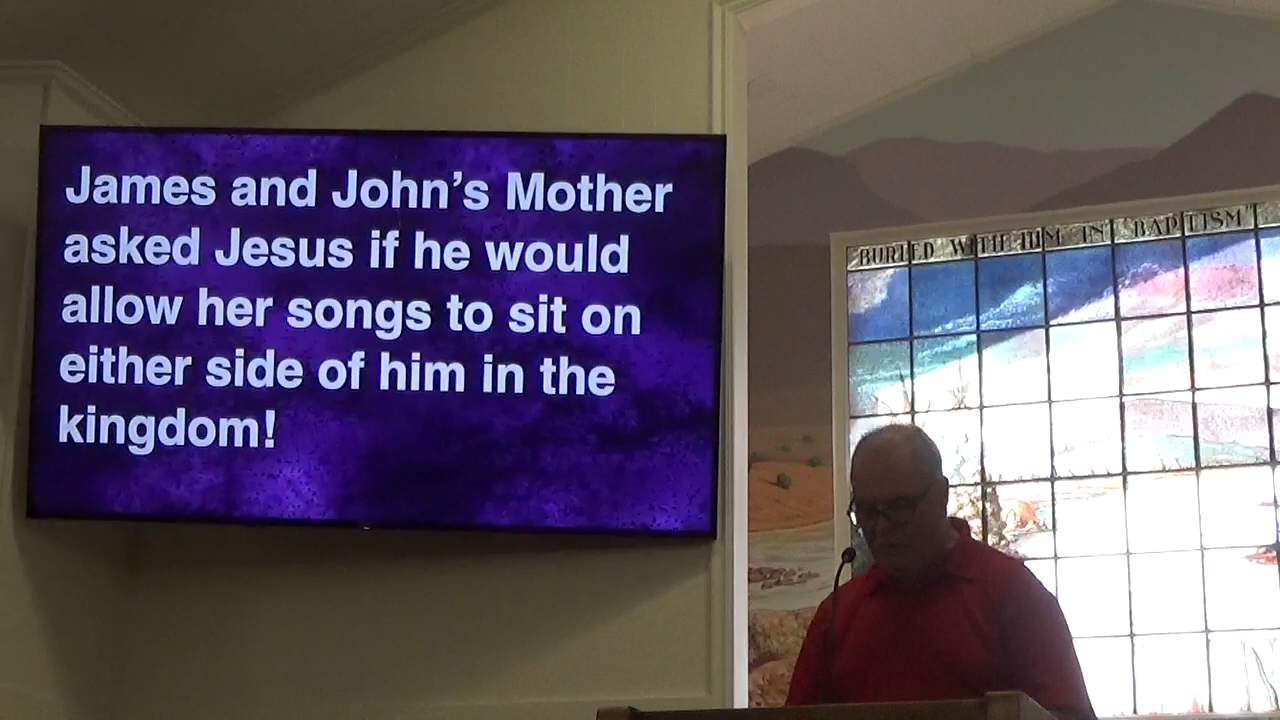 James and John’s Mother
asked Jesus if he would
allow her songs to sit on
either side of him in the
kingdom!
"BURIED WITH HIM IN BAPTISM"